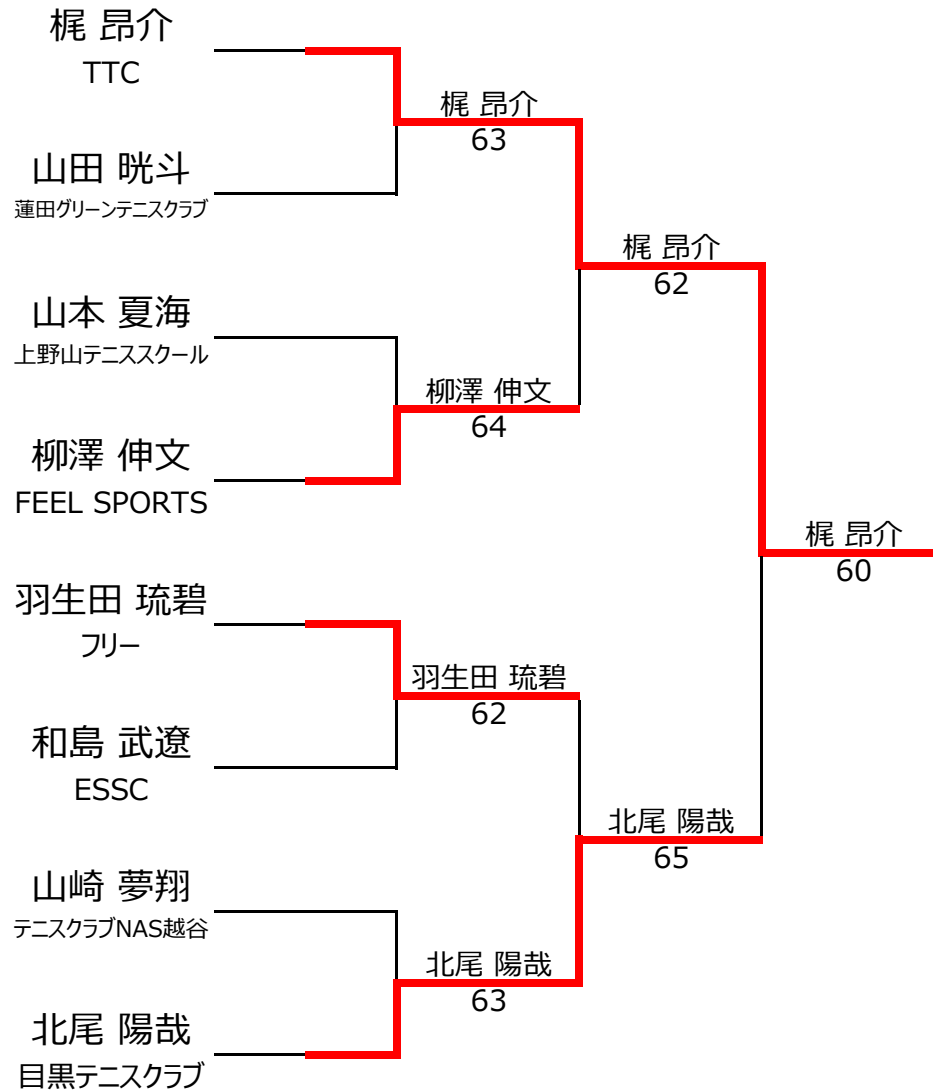 梶 昂介
TTC
山田 晄斗
蓮田グリーンテニスクラブ
山本 夏海
上野山テニススクール
柳澤 伸文
FEEL SPORTS
羽生田 琉碧
フリー
和島 武遼
ESSC
山崎 夢翔
テニスクラブNAS越谷
北尾 陽哉
目黒テニスクラブ
梶 昂介
63
柳澤 伸文
64
羽生田 琉碧
62
北尾 陽哉
63
梶 昂介
62
北尾 陽哉
65
梶 昂介
60